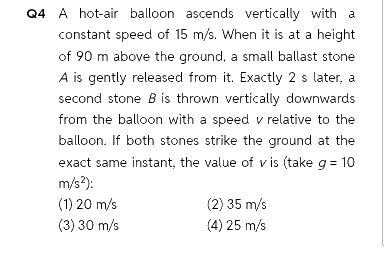 Q4 A hot-air balloon ascends vertically with a
constant speed of 15 m/s. When it is at a height
of 90 m above the ground, a small ballast stone
A is gently released from it. Exactly 2 s later, a
second stone B is thrown vertically downwards
from the balloon with a speed v relative to the
balloon. If both stones strike the ground at the
exact same instant, the value of v is (take g = 10
m/s²):
(1) 20 m/s (2) 35 m/s
(3) 30 m/s (4) 25 m/s